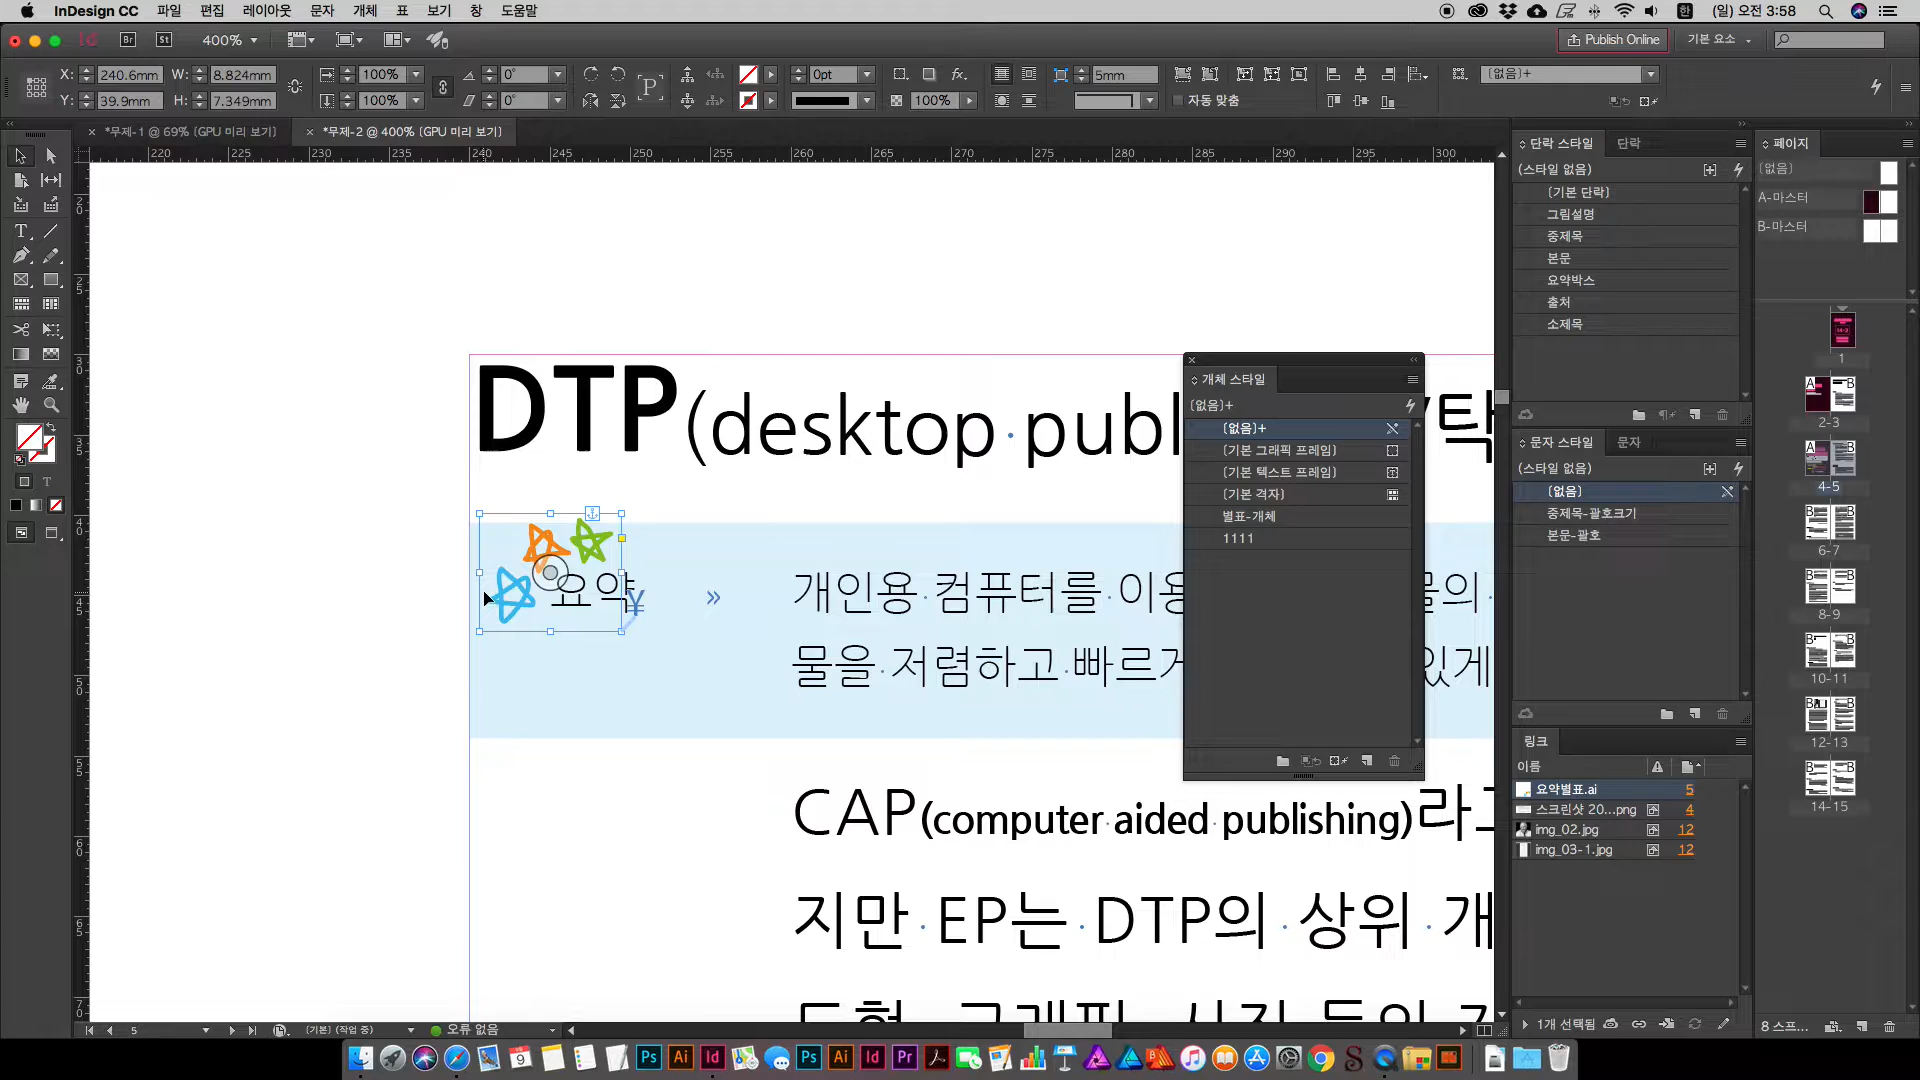 InDesign CC 파일 편집 레이아웃 문자 개체 표 보기 창 도움말 (일) 오전 3:58
Br St 400% Publish Online 기본 요소
X: 240.6mm W: 8.824mm 100% 0° 0pt 5mm [없음]+
Y: 39.9mm H: 7.349mm 100% 0° 100% 자동 맞춤
*무제-1 @ 69% [GPU 미리 보기] *무제-2 @ 400% [GPU 미리 보기]
220 225 230 235 240 245 250 255 260 265 270 275 280 285 290 295 300
DTP(desktop publ
탁
요약 » 개인용 컴퓨터를 이용 물의
물을 저렴하고 빠르게 있게
CAP(computer aided publishing)라고
지만 EP는 DTP의 상위 개
개체 스타일
[없음]+
[없음]+
[기본 그래픽 프레임]
[기본 텍스트 프레임]
[기본 격자]
별표-개체
1111
단락 스타일 단락
(스타일 없음)
[기본 단락]
그림설명
중제목
본문
요약박스
출처
소제목
문자 스타일 문자
(스타일 없음)
[없음]
중제목-괄호크기
본문-괄호
링크
이름
요약별표.ai 5
스크린샷 20...png 4
img_02.jpg 12
img_03-1.jpg 12
1개 선택됨
페이지
[없음]
A-마스터
B-마스터
1
2-3
4-5
6-7
8-9
10-11
12-13
14-15
8 스프...
5 [기본] (작업 중) 오류 없음